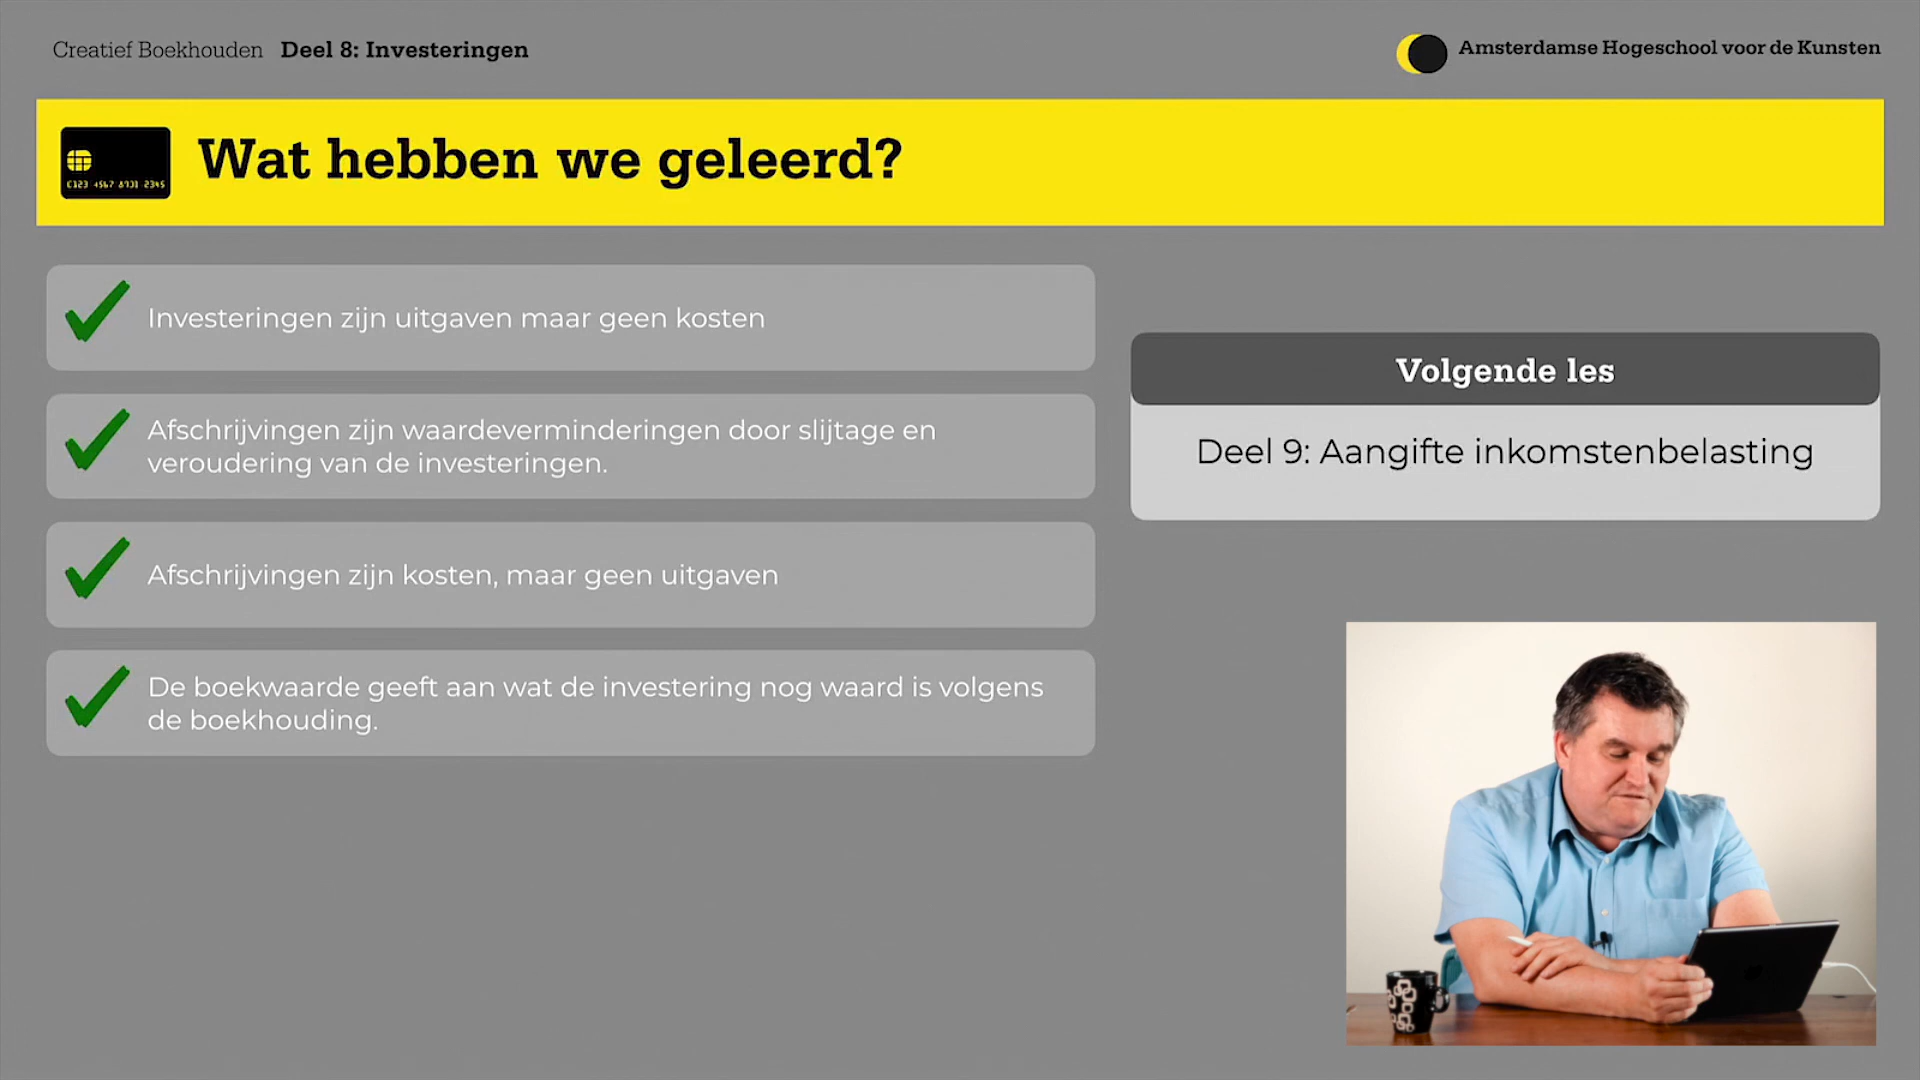 Creatief Boekhouden Deel 8: Investeringen
Amsterdamse Hogeschool voor de Kunsten
Wat hebben we geleerd?
Investeringen zijn uitgaven maar geen kosten
Afschrijvingen zijn waardeverminderingen door slijtage en
veroudering van de investeringen.
Afschrijvingen zijn kosten, maar geen uitgaven
De boekwaarde geeft aan wat de investering nog waard is volgens
de boekhouding.
Volgende les
Deel 9: Aangifte inkomstenbelasting